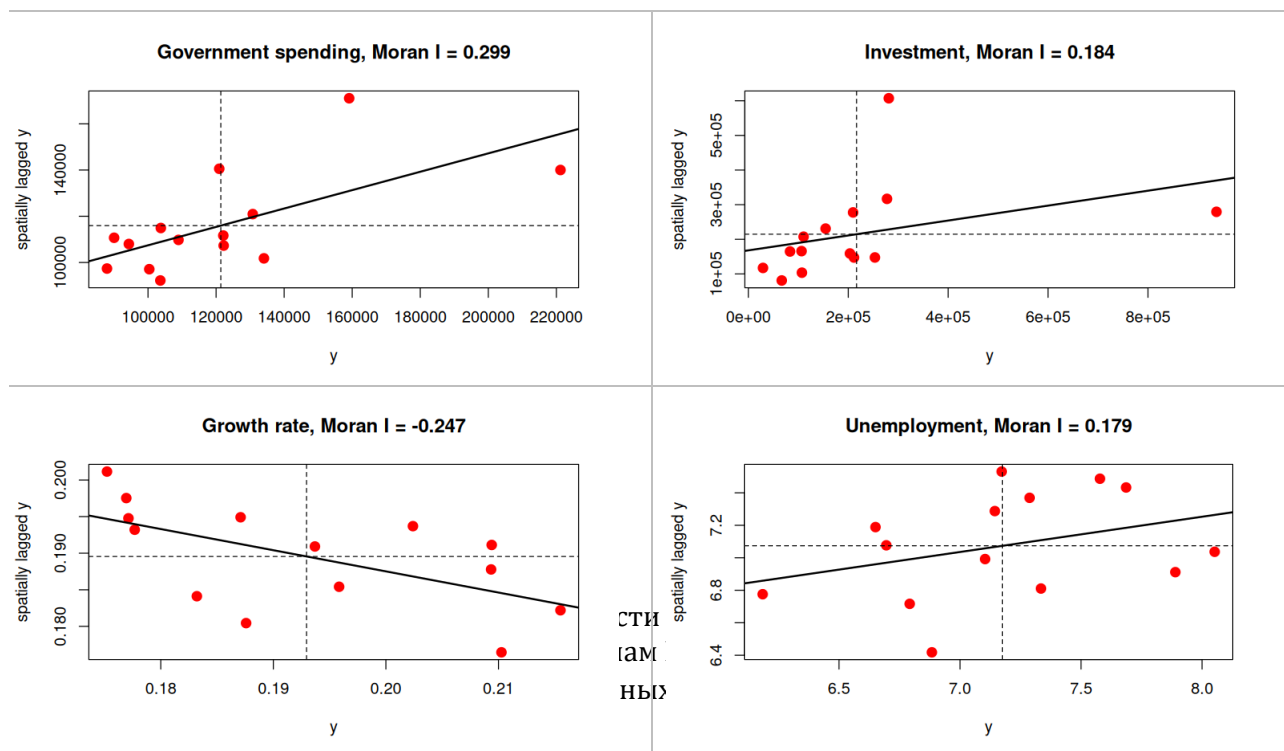 Government spending, Moran I = 0.299
spatially lagged y
140000
100000
100000 120000 140000 160000 180000 200000 220000
y
Investment, Moran I = 0.184
spatially lagged y
5e+05
3e+05
1e+05
0e+00 2e+05 4e+05 6e+05 8e+05
y
Growth rate, Moran I = -0.247
spatially lagged y
0.200
0.190
0.180
0.18 0.19 0.20 0.21
y
Unemployment, Moran I = 0.179
spatially lagged y
7.2
6.8
6.4
6.5 7.0 7.5 8.0
y